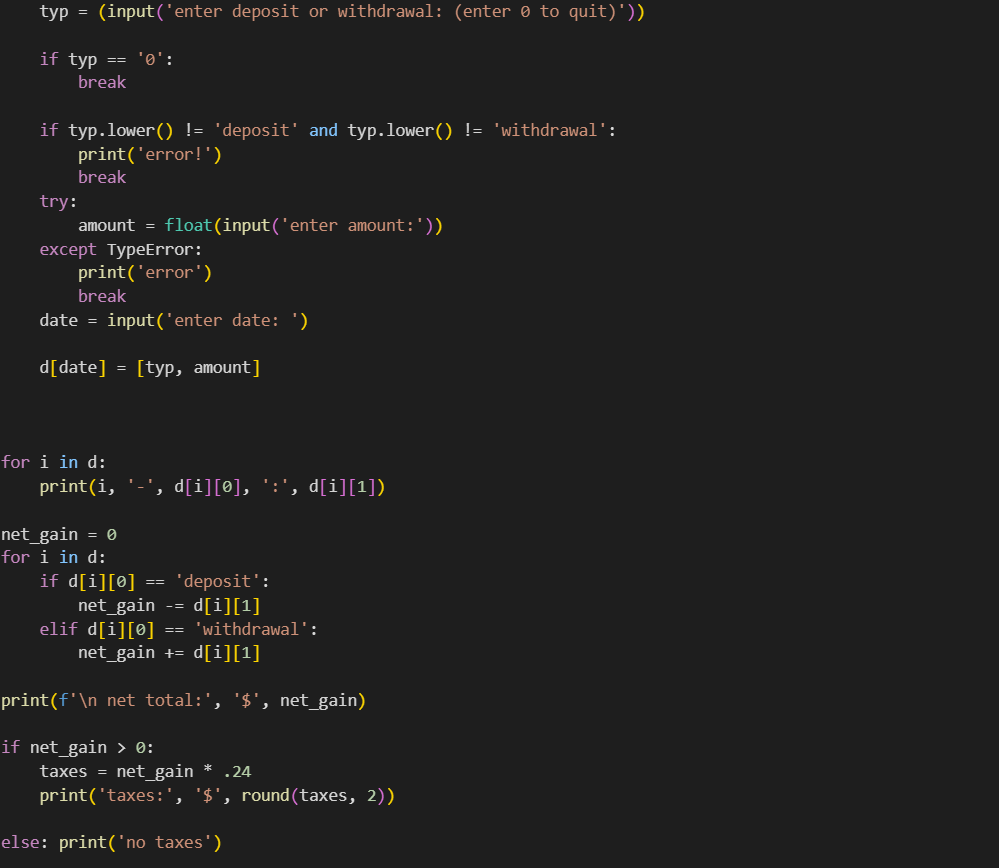 typ = (input('enter deposit or withdrawal: (enter 0 to quit)'))

    if typ == '0':
        break

    if typ.lower() != 'deposit' and typ.lower() != 'withdrawal':
        print('error!')
        break
    try:
        amount = float(input('enter amount:'))
    except TypeError:
        print('error')
        break
    date = input('enter date: ')

    d[date] = [typ, amount]



for i in d:
    print(i, '-', d[i][0], ':', d[i][1])

net_gain = 0
for i in d:
    if d[i][0] == 'deposit':
        net_gain -= d[i][1]
    elif d[i][0] == 'withdrawal':
        net_gain += d[i][1]

print(f'\n net total:', '$', net_gain)

if net_gain > 0:
    taxes = net_gain * .24
    print('taxes:', '$', round(taxes, 2))

else: print('no taxes')